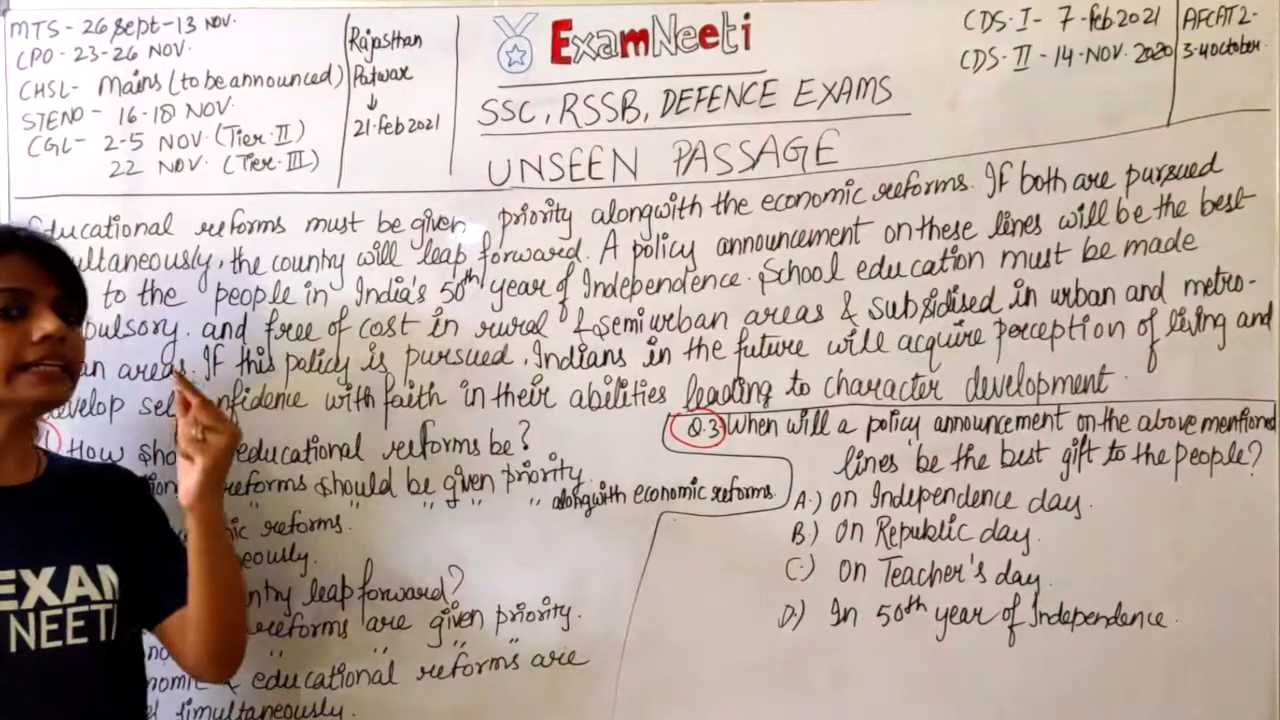 MTS - 26 Sept - 13 NOV.
CPO - 23-26 NOV.
CHSL - Mains (to be announced)
STENO - 16-18 NOV.
CGL - 2-5 NOV. (Tier-II)
22 NOV. (Tier-III)
Rajasthan
Patwar
↓
21-Feb 2021
ExamNeeti
SSC, RSSB, DEFENCE EXAMS
UNSEEN PASSAGE
CDS-I - 7-Feb 2021
CDS-II - 14-NOV. 2020
AFCAT 2-
3-4 october.
Educational reforms must be given priority alongwith the economic reforms. If both are pursued
ultaneously, the country will leap forward. A policy announcement on these lines will be the best
to the people in India's 50th year of Independence. School education must be made
pulsory. and free of cost in rural & semi urban areas & subsidised in urban and metro-
an areas. If this policy is pursued, Indians in the future will acquire perception of living and
develop sel nfidence with faith in their abilities leading to character development.
How sho educational reforms be?
ion reforms should be given priority.
" " " " alongwith economic reforms.
ic reforms.
eously.
ntry leap forward?
reforms are given priority.
" " "
nomic & educational reforms are
simultaneously.
Q.3 When will a policy announcement on the above mentioned
lines be the best gift to the people?
A.) on Independence day.
B.) on Republic day.
C.) on Teacher's day.
D.) In 50th year of Independence.
EXAM
NEETI